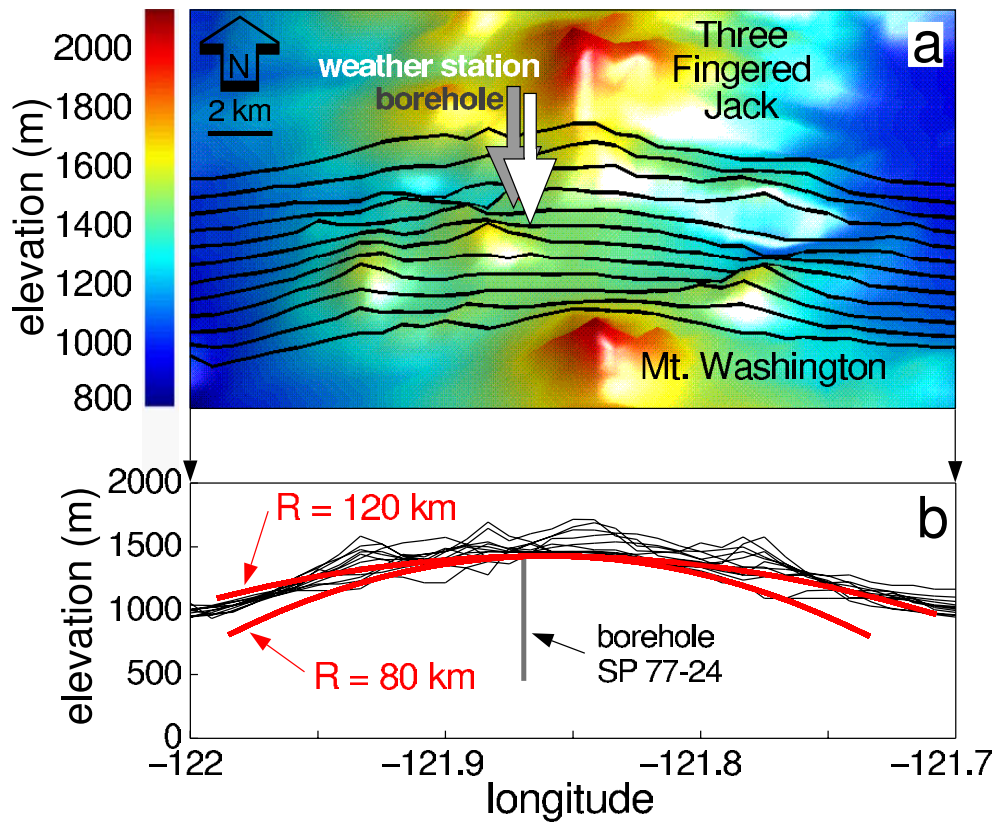 2000
1800
1600
1400
1200
1000
800
elevation (m)
N
2 km
weather station
borehole
Three
Fingered
Jack
a
Mt. Washington
2000
1500
1000
500
0
elevation (m)
R = 120 km
R = 80 km
b
borehole
SP 77-24
−122
−121.9
−121.8
−121.7
longitude